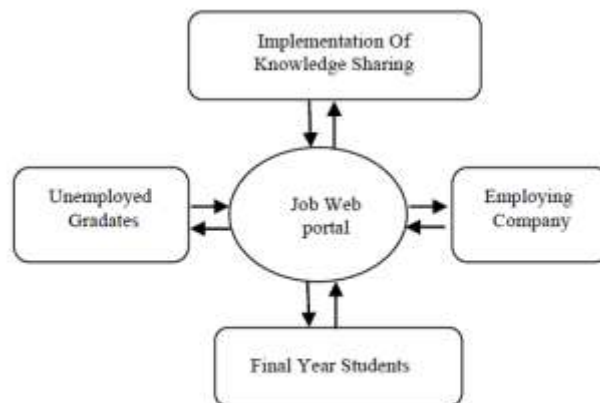 Implementation Of
Knowledge Sharing
Unemployed
Gradates
Job Web
portal
Employing
Company
Final Year Students